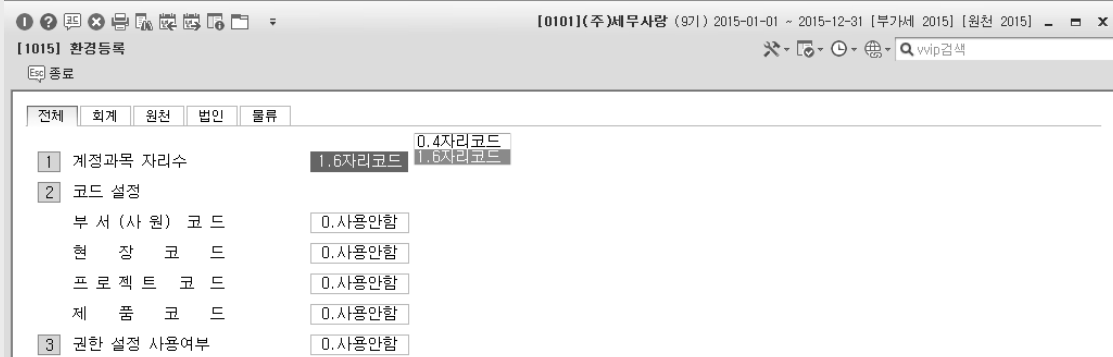 [0101](주)세무사랑 (9기) 2015-01-01 ~ 2015-12-31 [부가세 2015] [원천 2015]
[1015] 환경등록
vvip검색
Esc 종료
전체 회계 원천 법인 물류
0.4자리코드
1 계정과목 자리수 1.6자리코드 1.6자리코드
2 코드 설정
부 서 (사 원) 코 드 0.사용안함
현 장 코 드 0.사용안함
프 로 젝 트 코 드 0.사용안함
제 품 코 드 0.사용안함
3 권한 설정 사용여부 0.사용안함